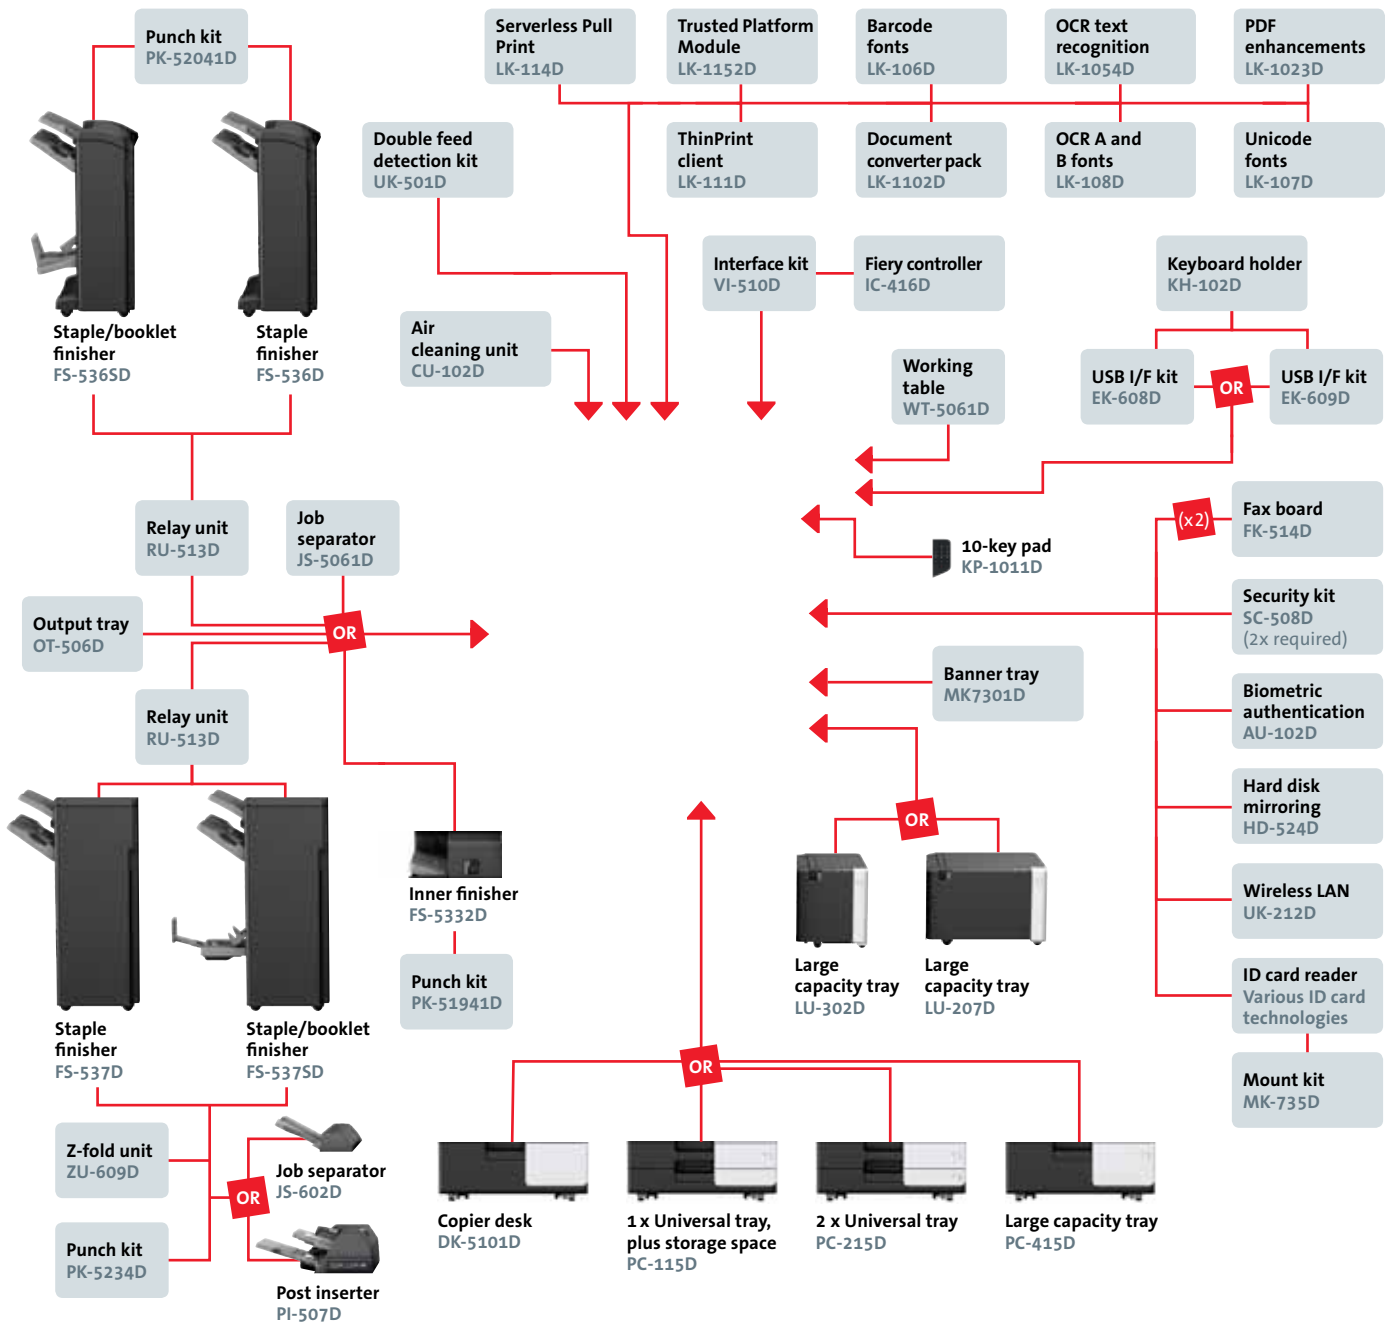 Punch kit
PK-52041D
Serverless Pull
Print
LK-114D
Trusted Platform
Module
LK-1152D
Barcode
fonts
LK-106D
OCR text
recognition
LK-1054D
PDF
enhancements
LK-1023D
Double feed
detection kit
UK-501D
ThinPrint
client
LK-111D
Document
converter pack
LK-1102D
OCR A and
B fonts
LK-108D
Unicode
fonts
LK-107D
Interface kit
VI-510D
Fiery controller
IC-416D
Keyboard holder
KH-102D
Staple/booklet
finisher
FS-536SD
Staple
finisher
FS-536D
Air
cleaning unit
CU-102D
Working
table
WT-5061D
USB I/F kit
EK-608D
OR
USB I/F kit
EK-609D
Relay unit
RU-513D
Job
separator
JS-5061D
(x2)
Fax board
FK-514D
10-key pad
KP-1011D
Output tray
OT-506D
OR
Security kit
SC-508D
(2x required)
Relay unit
RU-513D
Banner tray
MK7301D
Biometric
authentication
AU-102D
Hard disk
mirroring
HD-524D
OR
Inner finisher
FS-5332D
Wireless LAN
UK-212D
Punch kit
PK-51941D
Large
capacity tray
LU-302D
Large
capacity tray
LU-207D
ID card reader
Various ID card
technologies
Staple
finisher
FS-537D
Staple/booklet
finisher
FS-537SD
OR
Mount kit
MK-735D
Z-fold unit
ZU-609D
Job separator
JS-602D
OR
Punch kit
PK-5234D
Post inserter
PI-507D
Copier desk
DK-5101D
1 x Universal tray,
plus storage space
PC-115D
2 x Universal tray
PC-215D
Large capacity tray
PC-415D